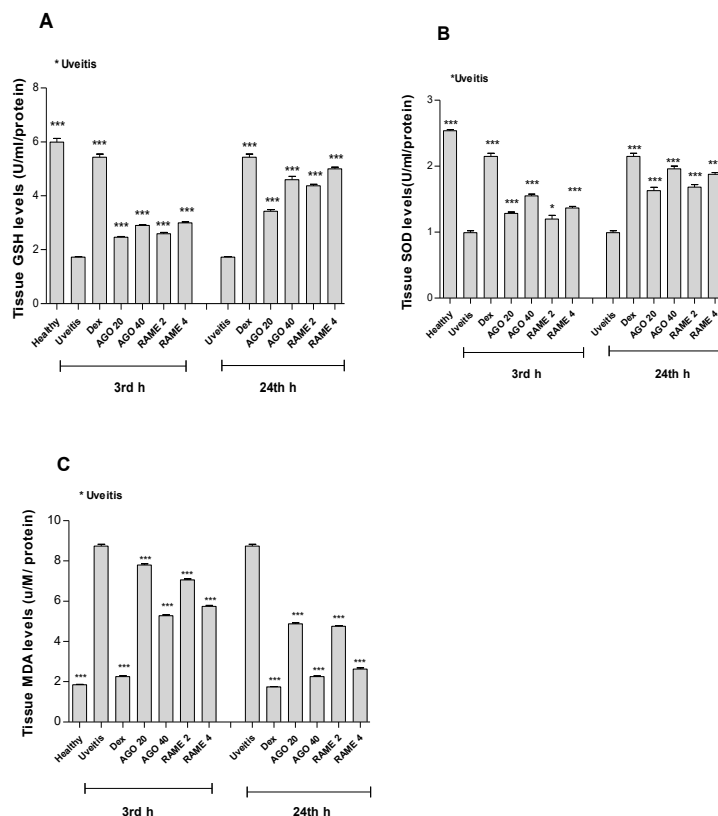 A
* Uveitis
Tissue GSH levels (U/ml/protein)
8
6
4
2
0
*** *** *** *** *** *** *** *** *** *** ***
Healthy Uveitis Dex AGO 20 AGO 40 RAME 2 RAME 4 Uveitis Dex AGO 20 AGO 40 RAME 2 RAME 4
3rd h 24th h
B
*Uveitis
Tissue SOD levels(U/ml/protein)
3
2
1
0
*** *** *** *** * *** *** *** *** *** **
Healthy Uveitis Dex AGO 20 AGO 40 RAME 2 RAME 4 Uveitis Dex AGO 20 AGO 40 RAME 2 RAME 4
3rd h 24th h
C
* Uveitis
Tissue MDA levels (u/M/ protein)
10
8
6
4
2
0
*** *** *** *** *** *** *** *** *** *** ***
Healthy Uveitis Dex AGO 20 AGO 40 RAME 2 RAME 4 Uveitis Dex AGO 20 AGO 40 RAME 2 RAME 4
3rd h 24th h